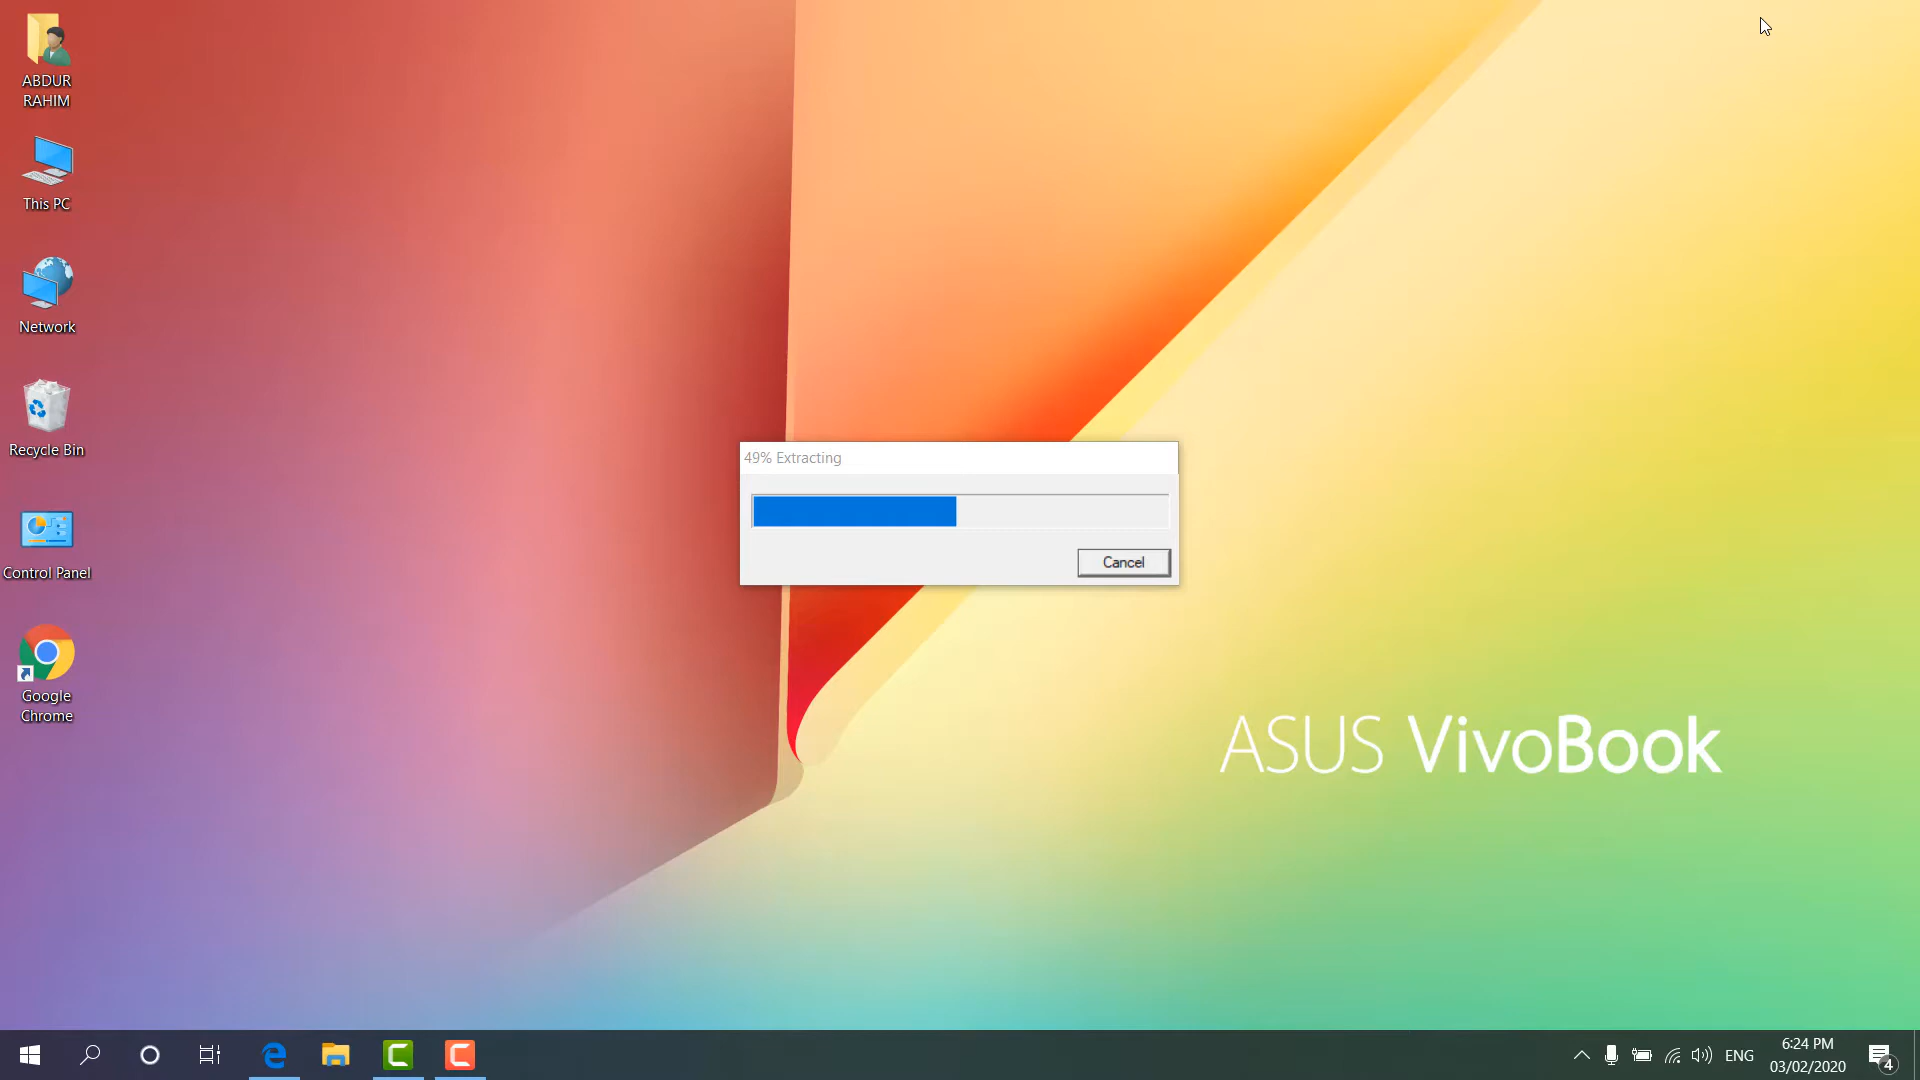 ABDUR
RAHIM
This PC
Network
Recycle Bin
Control Panel
Google
Chrome
49% Extracting
Cancel
ASUS VivoBook
ENG
6:24 PM
03/02/2020
4